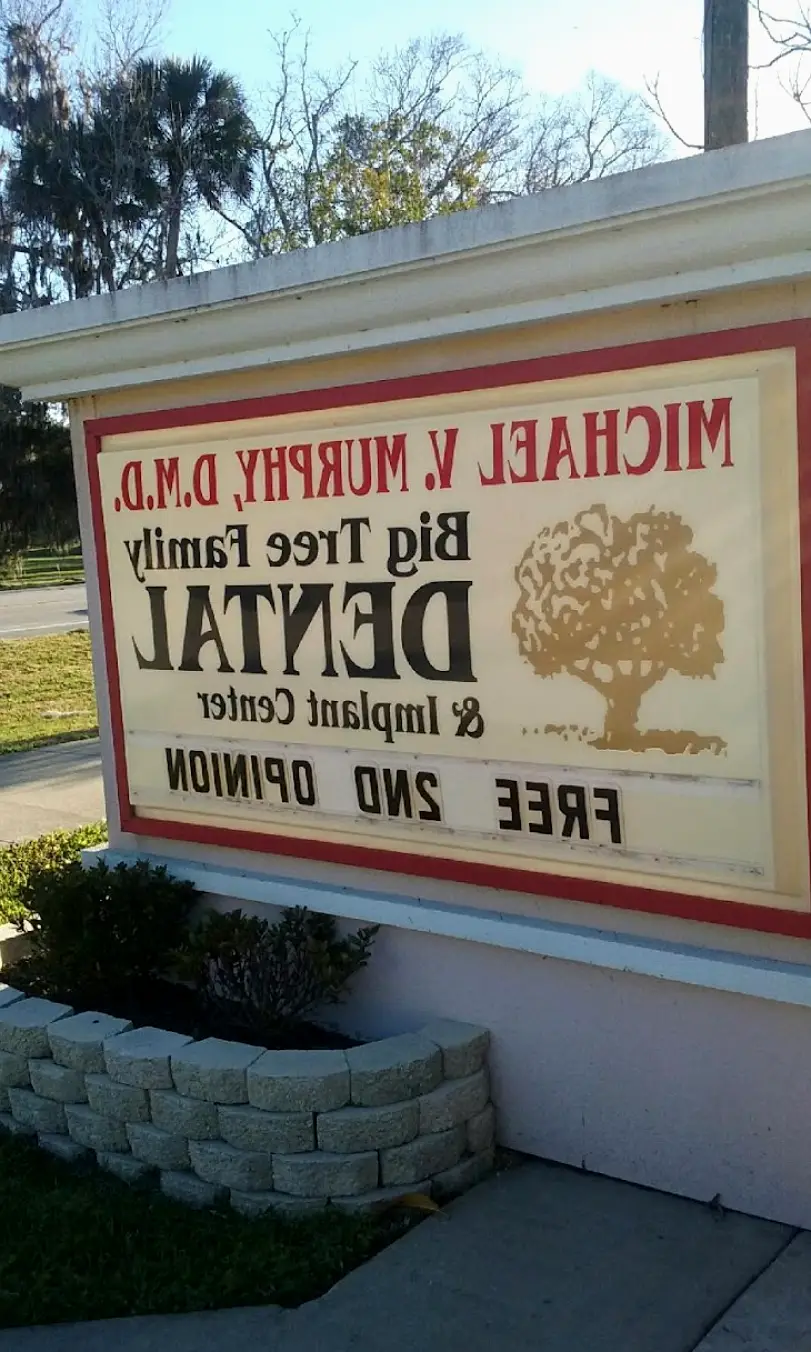 MICHAEL V. MURPHY, D.M.D.
Big Tree Family
DENTAL
& Implant Center
FREE 2ND OPINION